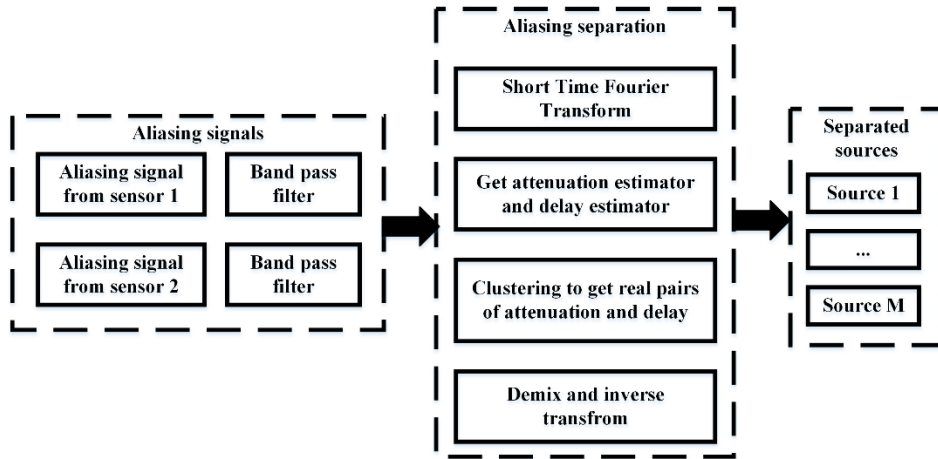 Aliasing signals
Aliasing signal
from sensor 1
Band pass
filter
Aliasing signal
from sensor 2
Band pass
filter
Aliasing separation
Short Time Fourier
Transform
Get attenuation estimator
and delay estimator
Clustering to get real pairs
of attenuation and delay
Demix and inverse
transfrom
Separated
sources
Source 1
...
Source M